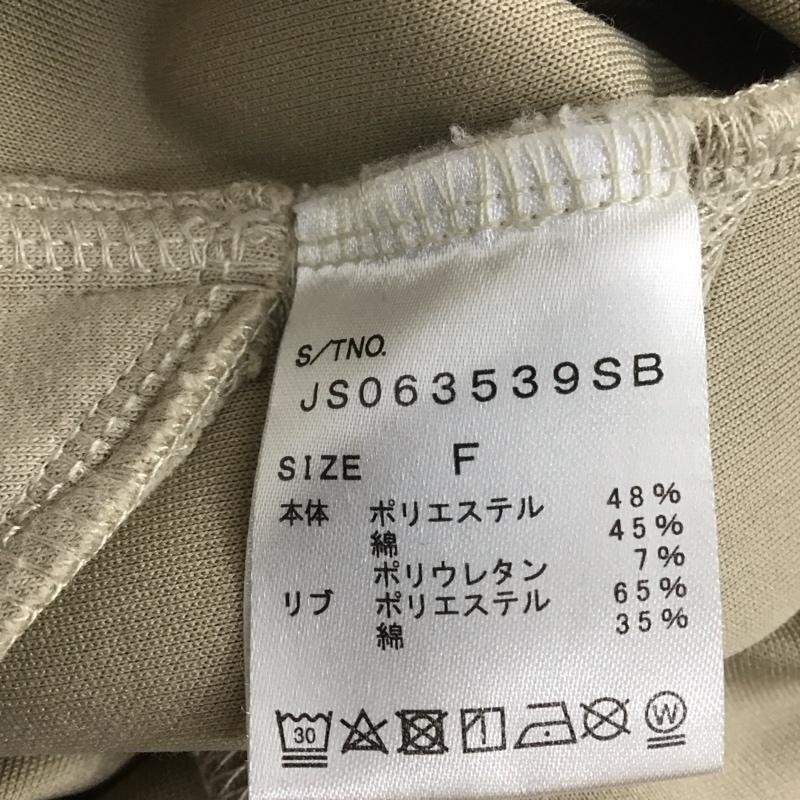 S/TNO.
JS063539SB
SIZE F
本体 ポリエステル 48%
綿 45%
ポリウレタン 7%
リブ ポリエステル 65%
綿 35%
30
W